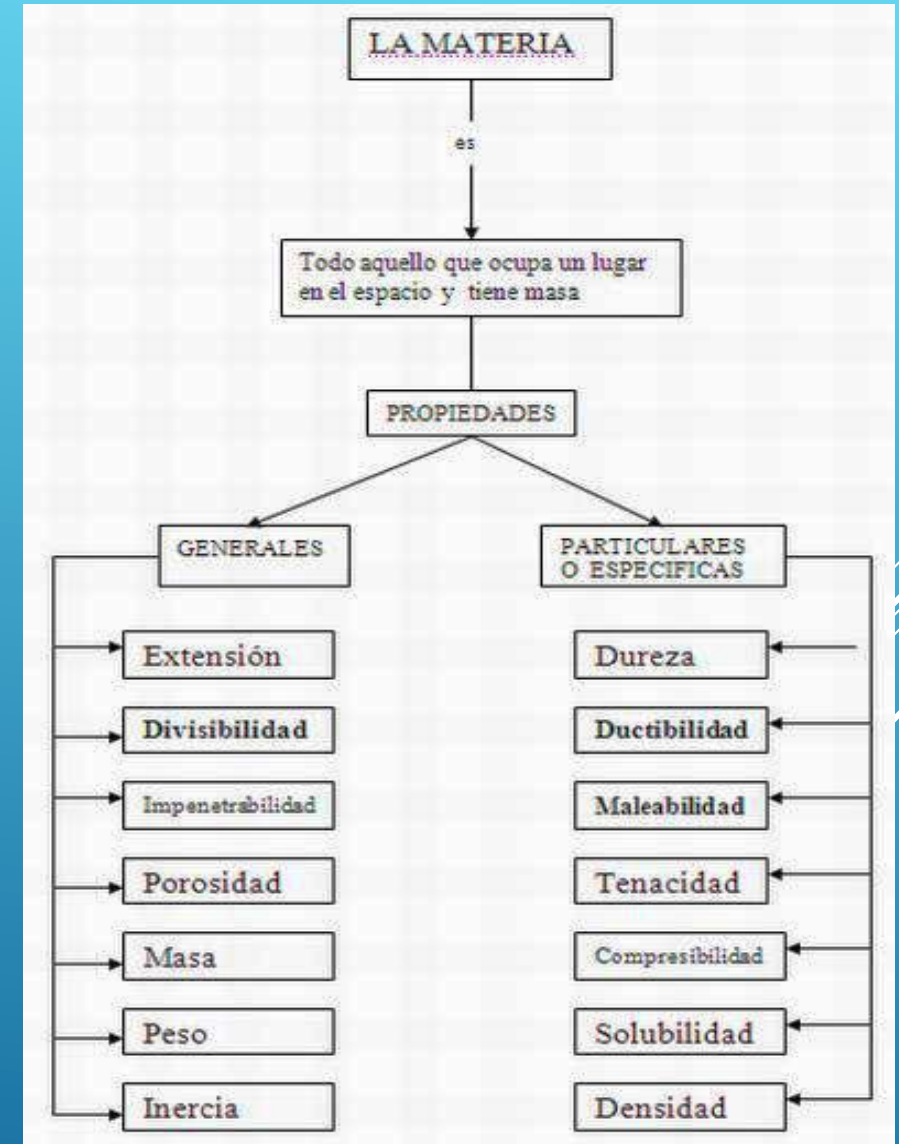 LA MATERIA
es
Todo aquello que ocupa un lugar
en el espacio y tiene masa
PROPIEDADES
GENERALES
Extensión
Divisibilidad
Impenetrabilidad
Porosidad
Masa
Peso
Inercia
PARTICULARES
O ESPECIFICAS
Dureza
Ductibilidad
Maleabilidad
Tenacidad
Compresibilidad
Solubilidad
Densidad